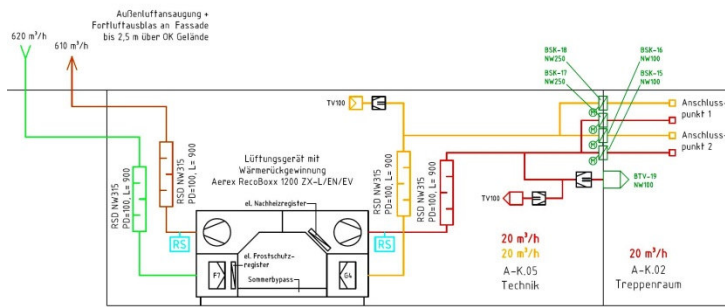 Außenluftansaugung +
Fortluftausblas an Fassade
bis 2,5 m über OK Gelände
620 m³/h
610 m³/h
BSK-18
NW250
BSK-17
NW250
BSK-16
NW100
BSK-15
NW100
TV100
M
M
M
M
Anschluss-
punkt 1
Anschluss-
punkt 2
RSD NW315
PD=100, L= 900
RSD NW315
PD=100, L= 900
Lüftungsgerät mit
Wärmerückgewinnung
Aerex RecoBoxx 1200 ZX-L/EN/EV
RSD NW315
PD=100, L= 900
RSD NW315
PD=100, L= 900
BTV-19
NW100
TV100
el. Nachheizregister
RS
RS
el. Frostschutz-
register
F7
G4
Sommerbypass
20 m³/h
20 m³/h
A-K.05
Technik
20 m³/h
A-K.02
Treppenraum